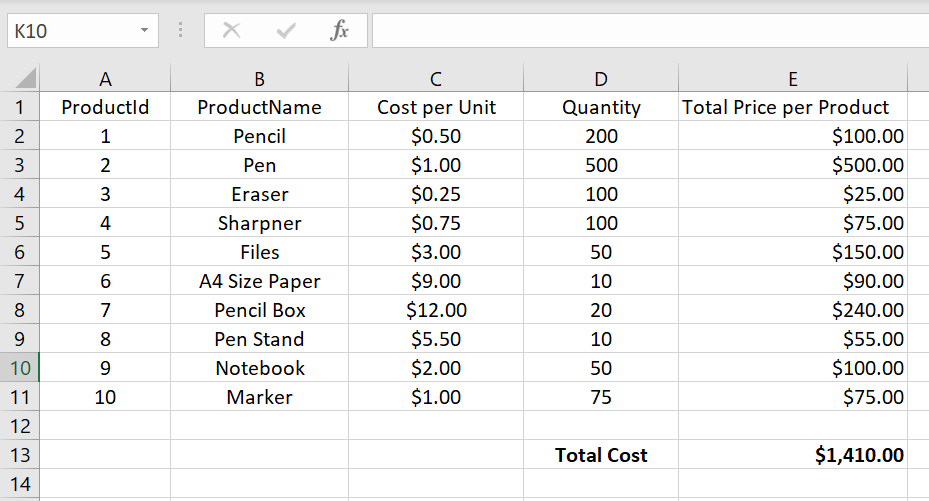 K10 fx
A B C D E
1 ProductId ProductName Cost per Unit Quantity Total Price per Product
2 1 Pencil $0.50 200 $100.00
3 2 Pen $1.00 500 $500.00
4 3 Eraser $0.25 100 $25.00
5 4 Sharpner $0.75 100 $75.00
6 5 Files $3.00 50 $150.00
7 6 A4 Size Paper $9.00 10 $90.00
8 7 Pencil Box $12.00 20 $240.00
9 8 Pen Stand $5.50 10 $55.00
10 9 Notebook $2.00 50 $100.00
11 10 Marker $1.00 75 $75.00
12
13 Total Cost $1,410.00
14